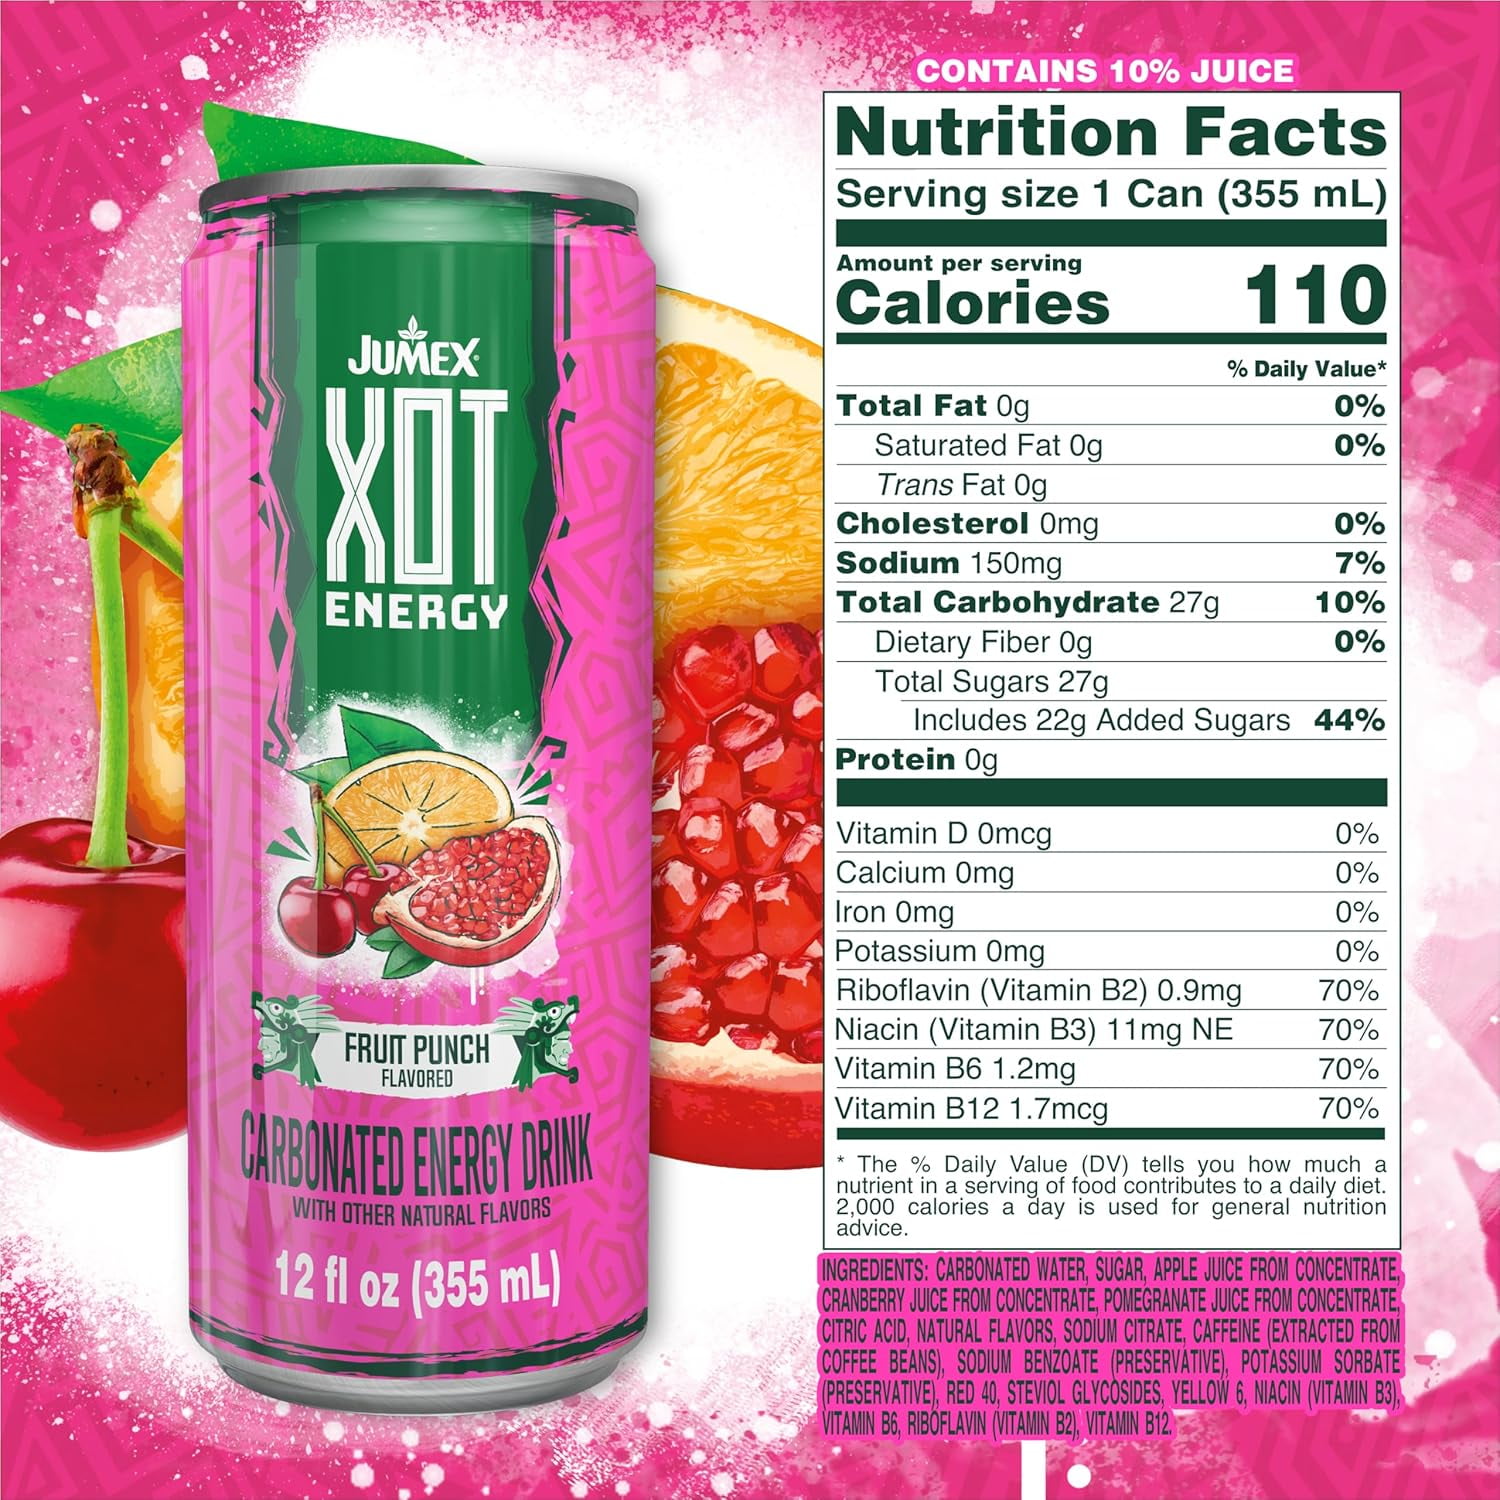 JUMEX
XOT
ENERGY
FRUIT PUNCH
FLAVORED
CARBONATED ENERGY DRINK
WITH OTHER NATURAL FLAVORS
12 fl oz (355 mL)
CONTAINS 10% JUICE
Nutrition Facts
Serving size 1 Can (355 mL)
Amount per serving
Calories 110
% Daily Value*
Total Fat 0g 0%
Saturated Fat 0g 0%
Trans Fat 0g
Cholesterol 0mg 0%
Sodium 150mg 7%
Total Carbohydrate 27g 10%
Dietary Fiber 0g 0%
Total Sugars 27g
Includes 22g Added Sugars 44%
Protein 0g
Vitamin D 0mcg 0%
Calcium 0mg 0%
Iron 0mg 0%
Potassium 0mg 0%
Riboflavin (Vitamin B2) 0.9mg 70%
Niacin (Vitamin B3) 11mg NE 70%
Vitamin B6 1.2mg 70%
Vitamin B12 1.7mcg 70%
* The % Daily Value (DV) tells you how much a
nutrient in a serving of food contributes to a daily diet.
2,000 calories a day is used for general nutrition
advice.
INGREDIENTS: CARBONATED WATER, SUGAR, APPLE JUICE FROM CONCENTRATE,
CRANBERRY JUICE FROM CONCENTRATE, POMEGRANATE JUICE FROM CONCENTRATE,
CITRIC ACID, NATURAL FLAVORS, SODIUM CITRATE, CAFFEINE (EXTRACTED FROM
COFFEE BEANS), SODIUM BENZOATE (PRESERVATIVE), POTASSIUM SORBATE
(PRESERVATIVE), RED 40, STEVIOL GLYCOSIDES, YELLOW 6, NIACIN (VITAMIN B3),
VITAMIN B6, RIBOFLAVIN (VITAMIN B2), VITAMIN B12.